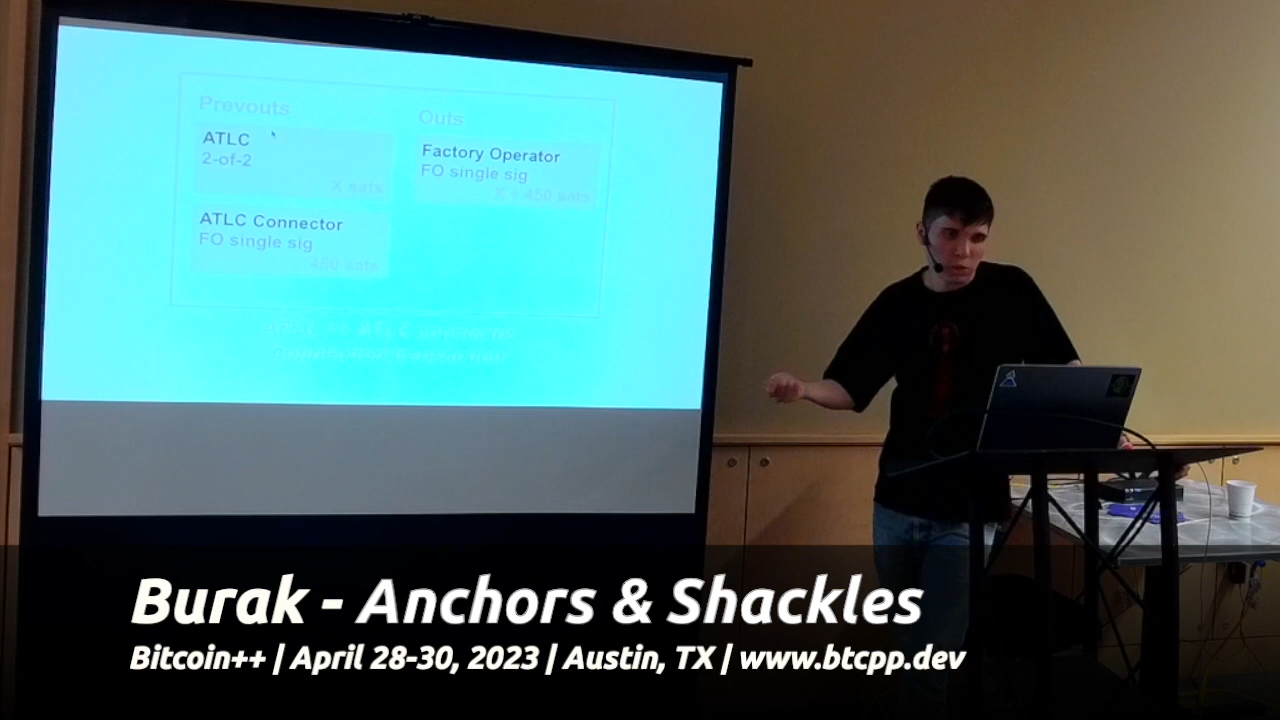 Prevouts
ATLC
2-of-2
X sats
ATLC Connector
FO single sig
450 sats
Outs
Factory Operator
FO single sig
X + 450 sats
Burak - Anchors & Shackles
Bitcoin++ | April 28-30, 2023 | Austin, TX | www.btcpp.dev